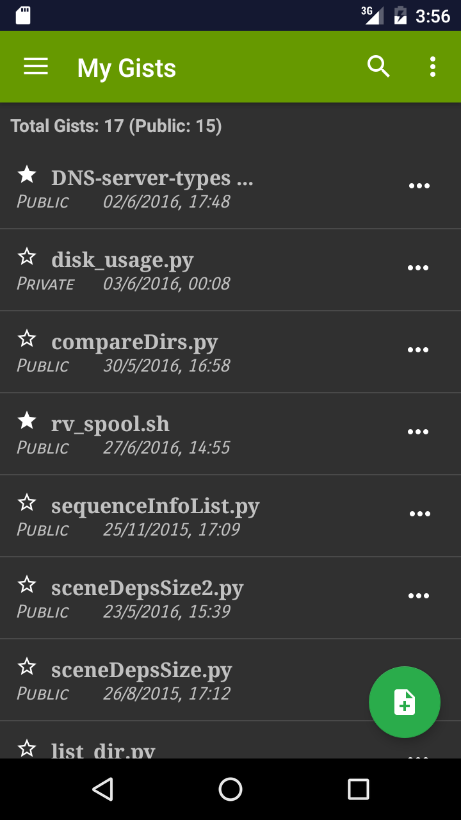 3G 3:56
My Gists
Total Gists: 17 (Public: 15)
DNS-server-types ...
Public 02/6/2016, 17:48
disk_usage.py
Private 03/6/2016, 00:08
compareDirs.py
Public 30/5/2016, 16:58
rv_spool.sh
Public 27/6/2016, 14:55
sequenceInfoList.py
Public 25/11/2015, 17:09
sceneDepsSize2.py
Public 23/5/2016, 15:39
sceneDepsSize.py
Public 26/8/2015, 17:12
list_dir.py